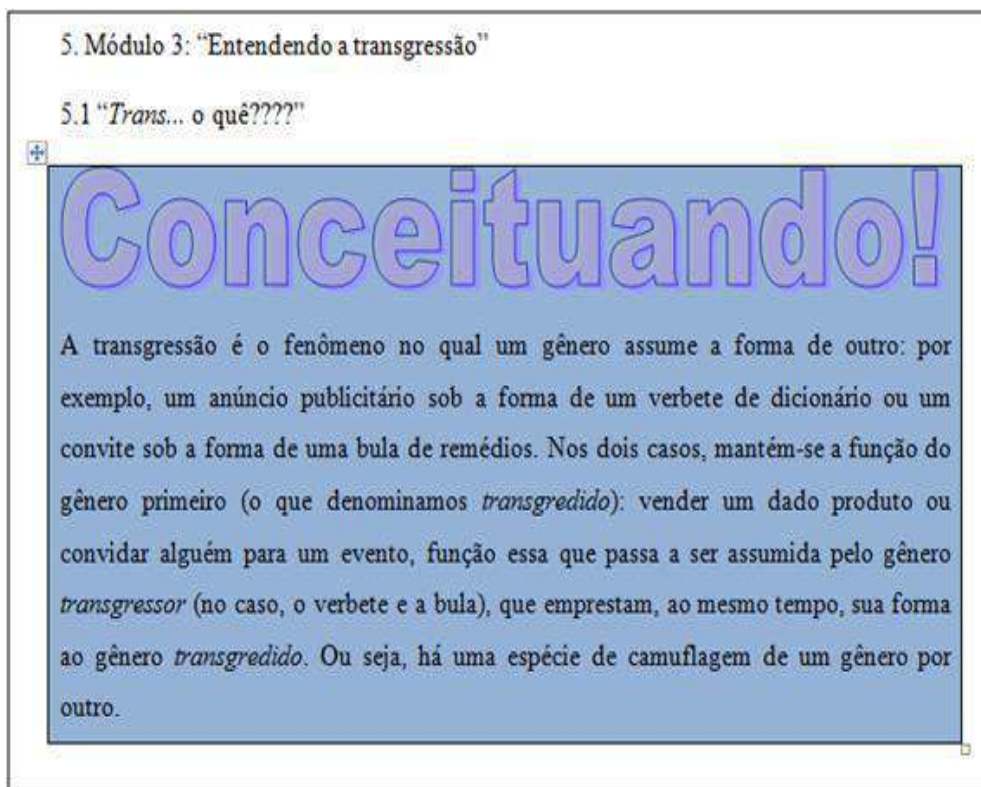 5. Módulo 3: “Entendendo a transgressão”
5.1 “Trans... o quê????”
Conceituando!
A transgressão é o fenômeno no qual um gênero assume a forma de outro: por
exemplo, um anúncio publicitário sob a forma de um verbete de dicionário ou um
convite sob a forma de uma bula de remédios. Nos dois casos, mantém-se a função do
gênero primeiro (o que denominamos transgredido): vender um dado produto ou
convidar alguém para um evento, função essa que passa a ser assumida pelo gênero
transgressor (no caso, o verbete e a bula), que emprestam, ao mesmo tempo, sua forma
ao gênero transgredido. Ou seja, há uma espécie de camuflagem de um gênero por
outro.